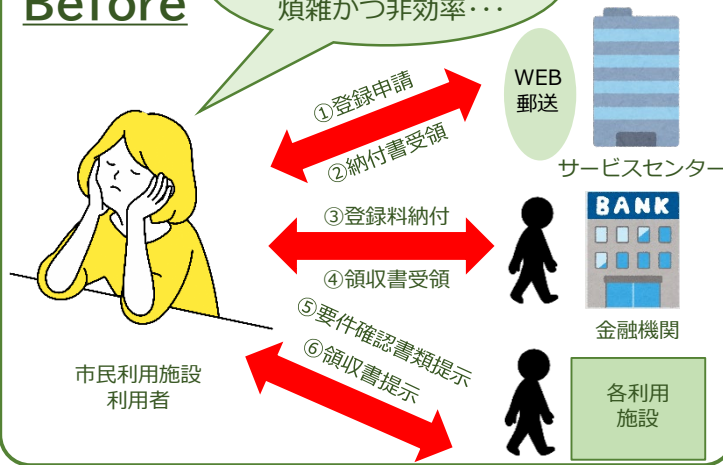 Before
煩雑かつ非効率･･･
①登録申請
②納付書受領
WEB
郵送
サービスセンター
③登録料納付
④領収書受領
BANK
金融機関
⑤要件確認書類提示
⑥領収書提示
市民利用施設
利用者
各利用
施設